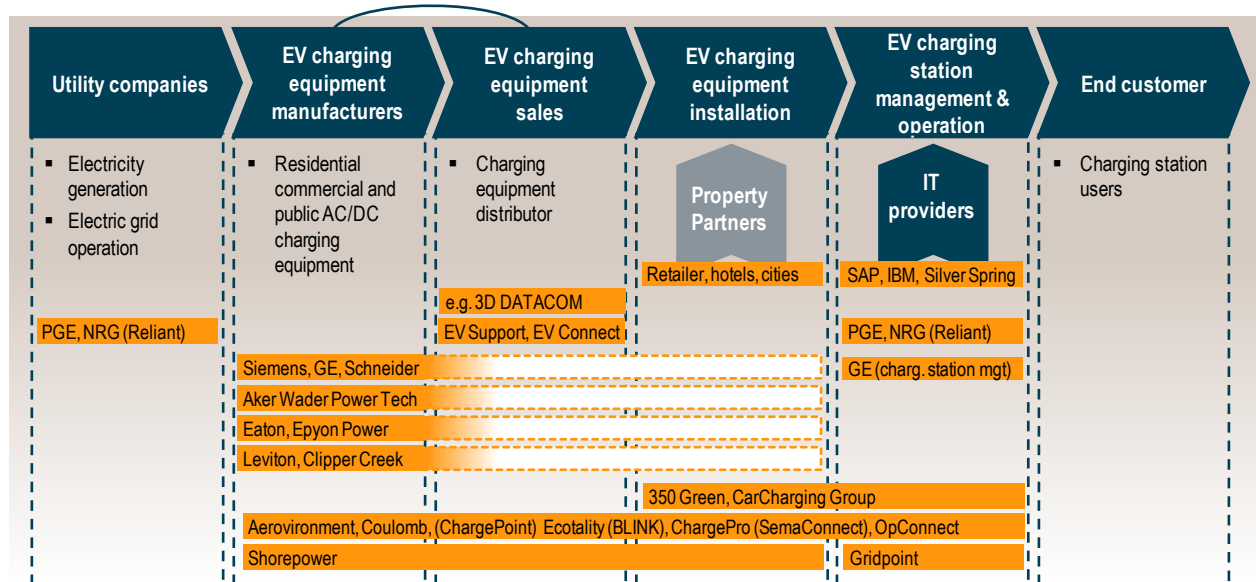 Utility companies
EV charging
equipment
manufacturers
EV charging
equipment
sales
EV charging
equipment
installation
EV charging
station
management &
operation
End customer
▪ Electricity
generation
▪ Electric grid
operation
▪ Residential
commercial and
public AC/DC
charging
equipment
▪ Charging
equipment
distributor
Property
Partners
IT
providers
▪ Charging station
users
Retailer, hotels, cities
SAP, IBM, Silver Spring
e.g. 3D DATACOM
PGE, NRG (Reliant)
EV Support, EV Connect
PGE, NRG (Reliant)
Siemens, GE, Schneider
GE (charg. station mgt)
Aker Wader Power Tech
Eaton, Epyon Power
Leviton, Clipper Creek
350 Green, CarCharging Group
Aerovironment, Coulomb, (ChargePoint) Ecotality (BLINK), ChargePro (SemaConnect), OpConnect
Shorepower
Gridpoint